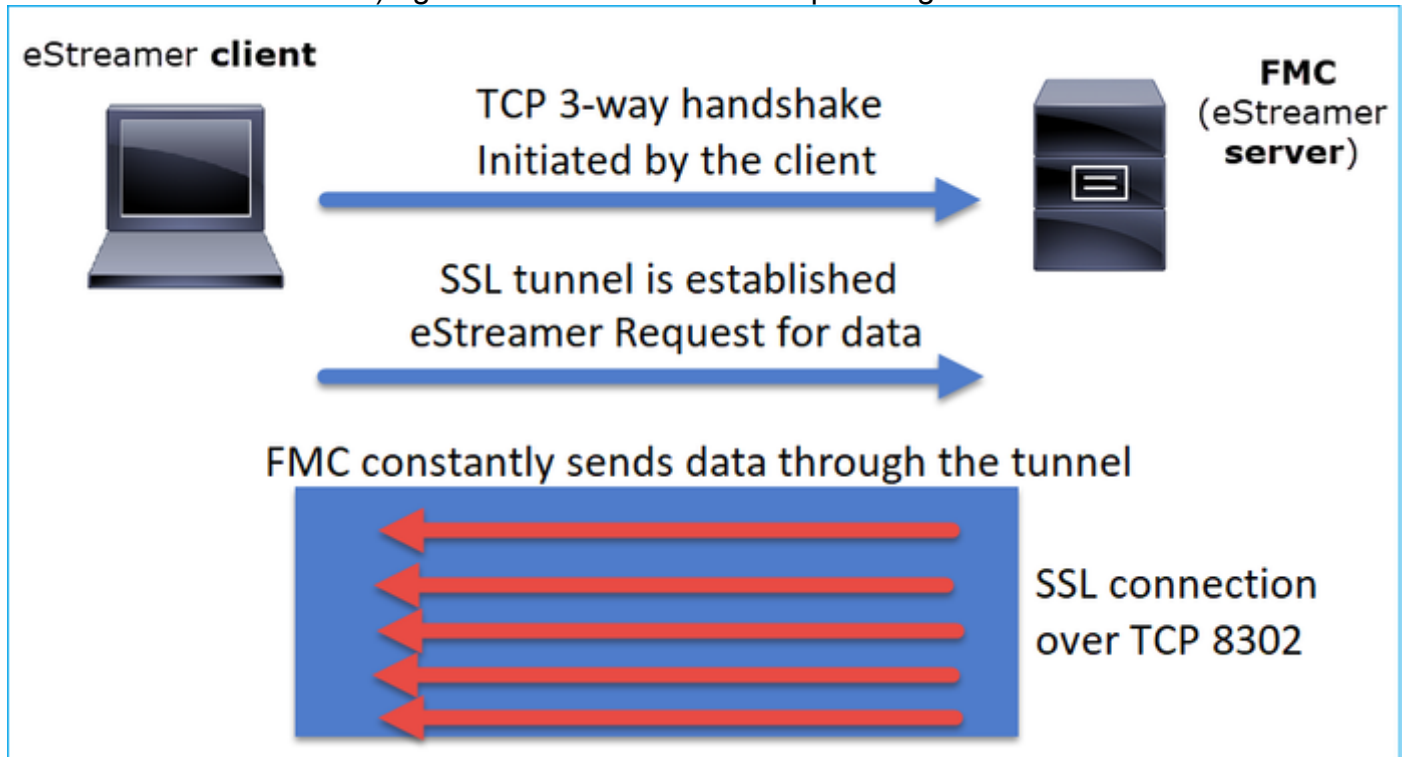 eStreamer client
FMC
(eStreamer
server)
TCP 3-way handshake
Initiated by the client
SSL tunnel is established
eStreamer Request for data
FMC constantly sends data through the tunnel
SSL connection
over TCP 8302